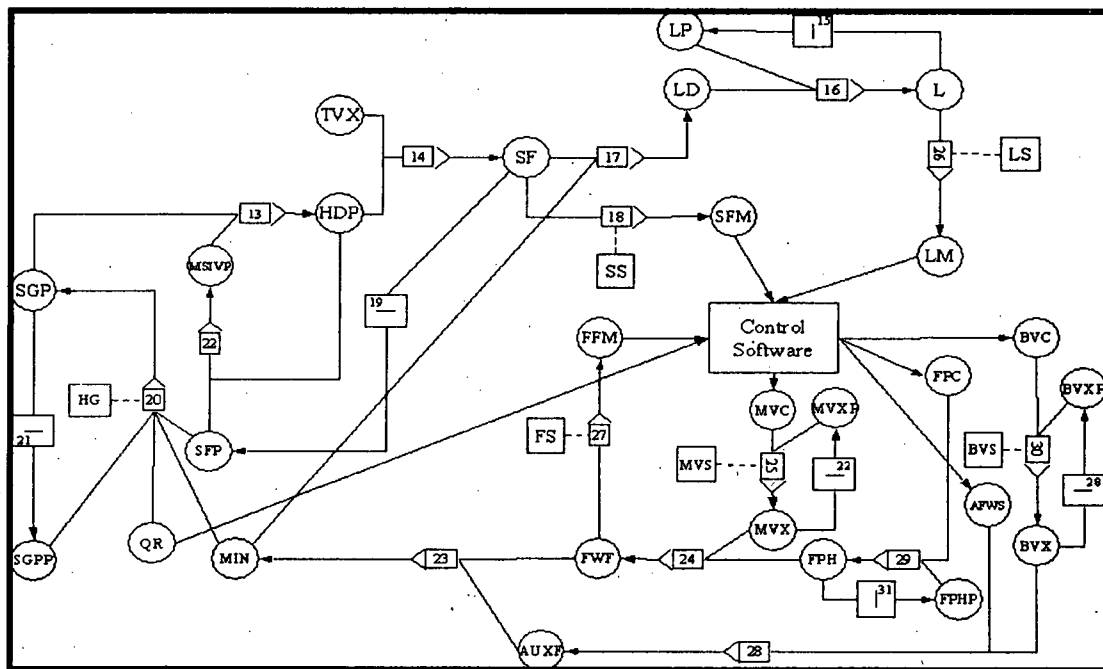 LP
15
LD
16
L
TVX
14
SF
17
26
LS
13
HDP
18
SFM
MSIVP
SS
LM
SGP
19
22
FFM
Control
Software
BVC
FPC
HG
20
MVC
MVXP
BVXP
21
SFP
FS
27
MVS
25
22
BVS
30
28
AFWS
QR
MIN
23
FWF
24
MVX
FPH
29
BVX
SGPP
31
FPHP
AUXF
28